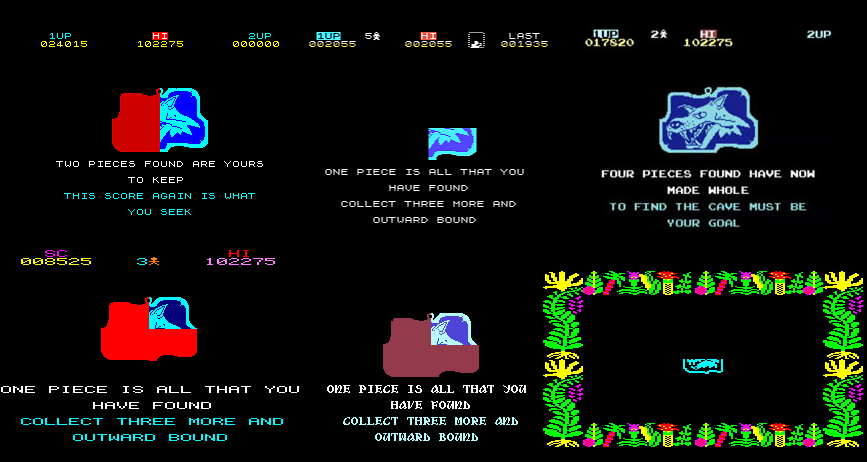 1UP HI 2UP
024015 102275 000000
TWO PIECES FOUND ARE YOURS
TO KEEP
THIS SCORE AGAIN IS WHAT
YOU SEEK
1UP 5 HI LAST
002055 002055 001935
ONE PIECE IS ALL THAT YOU
HAVE FOUND
COLLECT THREE MORE AND
OUTWARD BOUND
1UP 2 HI 2UP
017820 102275
FOUR PIECES FOUND HAVE NOW
MADE WHOLE
TO FIND THE CAVE MUST BE
YOUR GOAL
SC HI
008525 3 102275
ONE PIECE IS ALL THAT YOU
HAVE FOUND
COLLECT THREE MORE AND
OUTWARD BOUND
ONE PIECE IS ALL THAT YOU
HAVE FOUND
COLLECT THREE MORE AND
OUTWARD BOUND